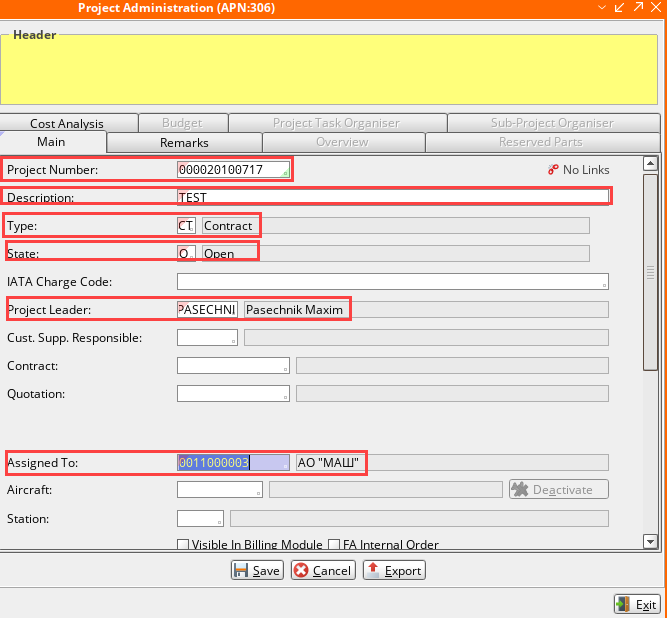 Project Administration (APN:306)
Header
Cost Analysis Budget Project Task Organiser Sub-Project Organiser
Main Remarks Overview Reserved Parts
Project Number: 000020100717 No Links
Description: TEST
Type: CT Contract
State: O Open
IATA Charge Code:
Project Leader: PASECHNI Pasechnik Maxim
Cust. Supp. Responsible:
Contract:
Quotation:
Assigned To: 0011000003 АО "МАШ"
Aircraft: Deactivate
Station:
Visible In Billing Module FA Internal Order
Save Cancel Export
Exit